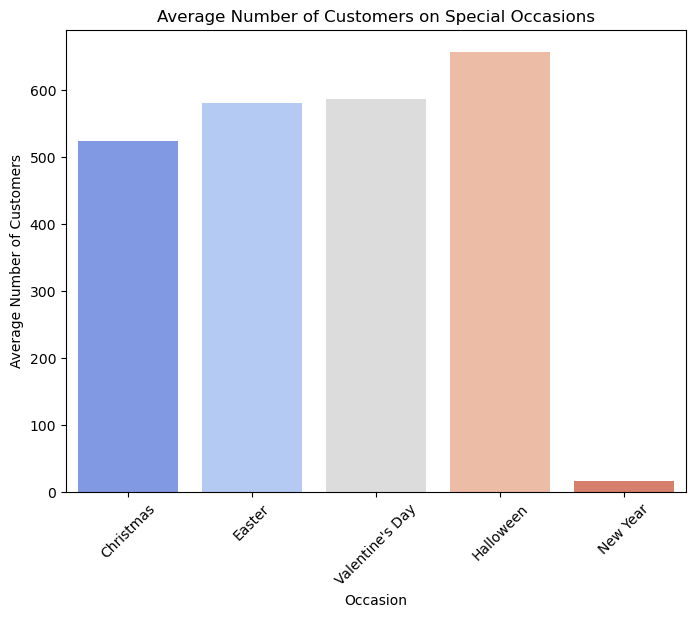 Average Number of Customers on Special Occasions
Average Number of Customers
600
500
400
300
200
100
0
Christmas
Easter
Valentine's Day
Halloween
New Year
Occasion